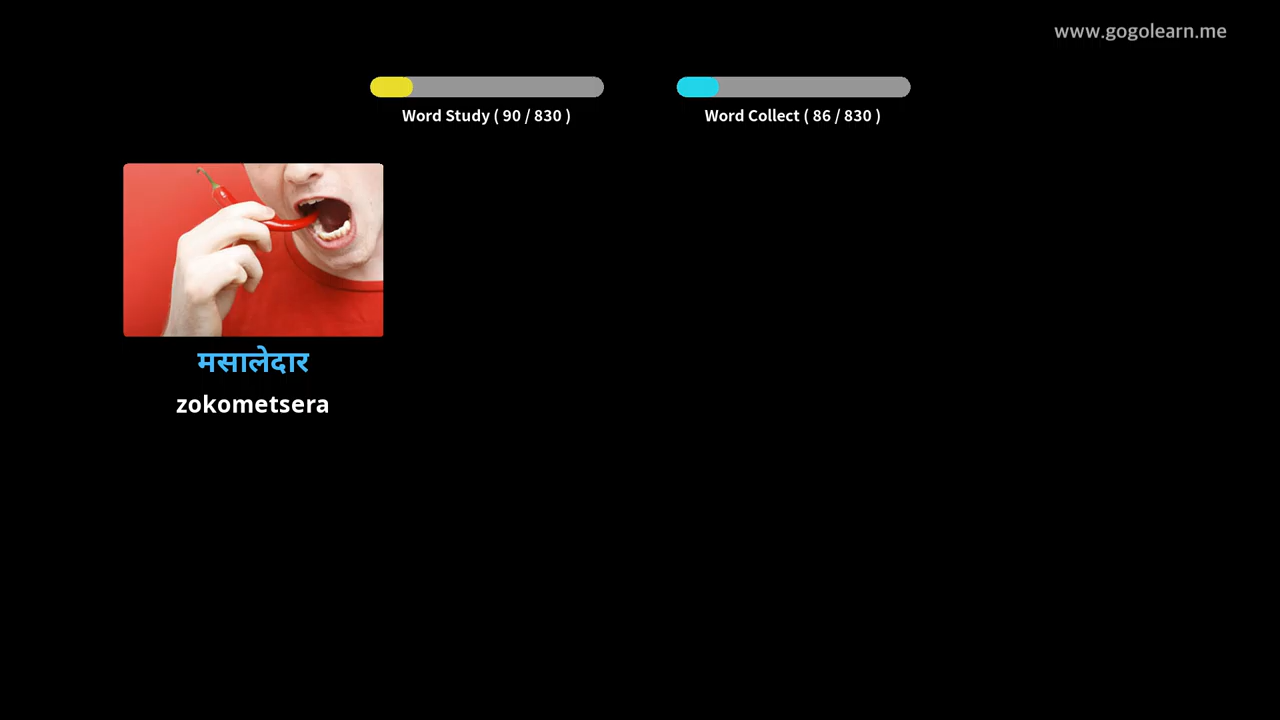 www.gogolearn.me
Word Study ( 90 / 830 )
Word Collect ( 86 / 830 )
मसालेदार
zokometsera